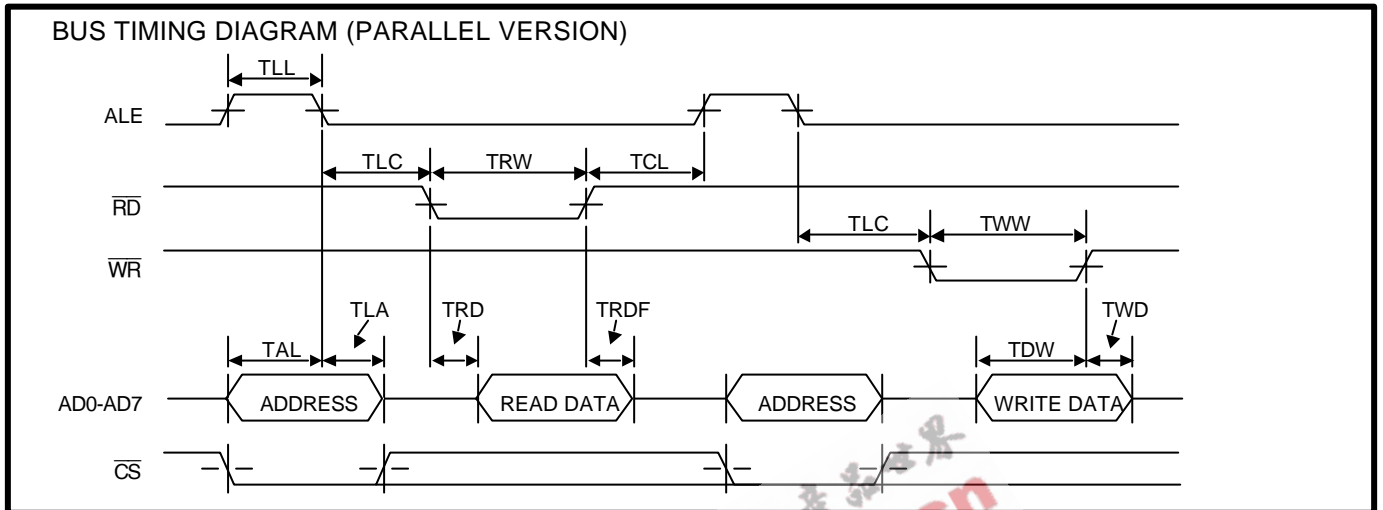 BUS TIMING DIAGRAM (PARALLEL VERSION)
TLL
ALE
TLC TRW TCL
RD
TLC TWW
WR
TLA TRD TRDF TWD
TAL TDW
AD0-AD7 ADDRESS READ DATA ADDRESS WRITE DATA
CS